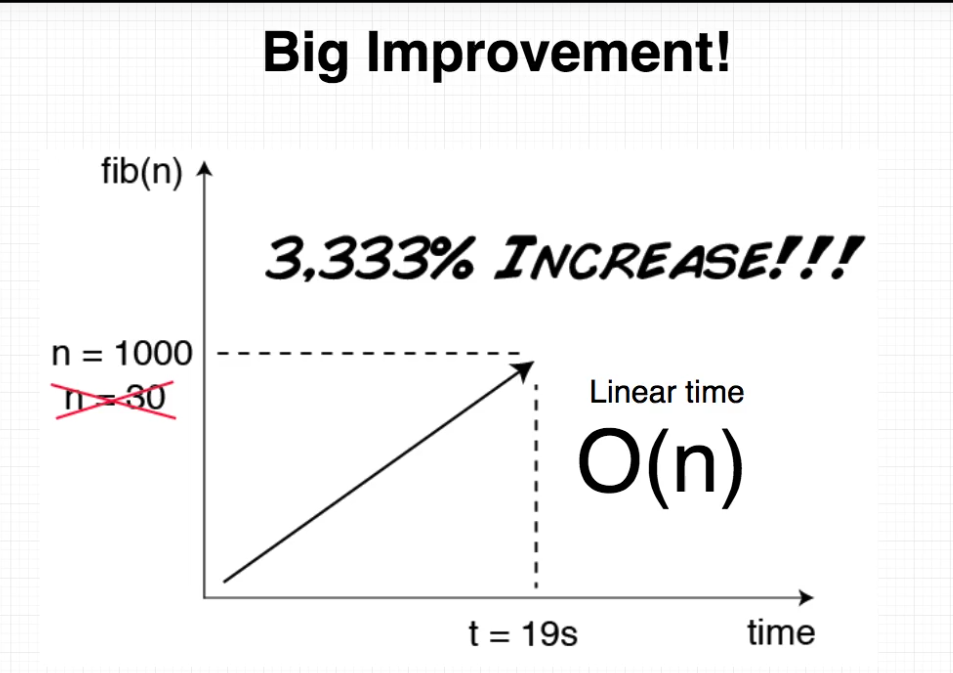 Big Improvement!
fib(n)
3,333% INCREASE!!!
n = 1000
n = 30
Linear time
O(n)
t = 19s
time